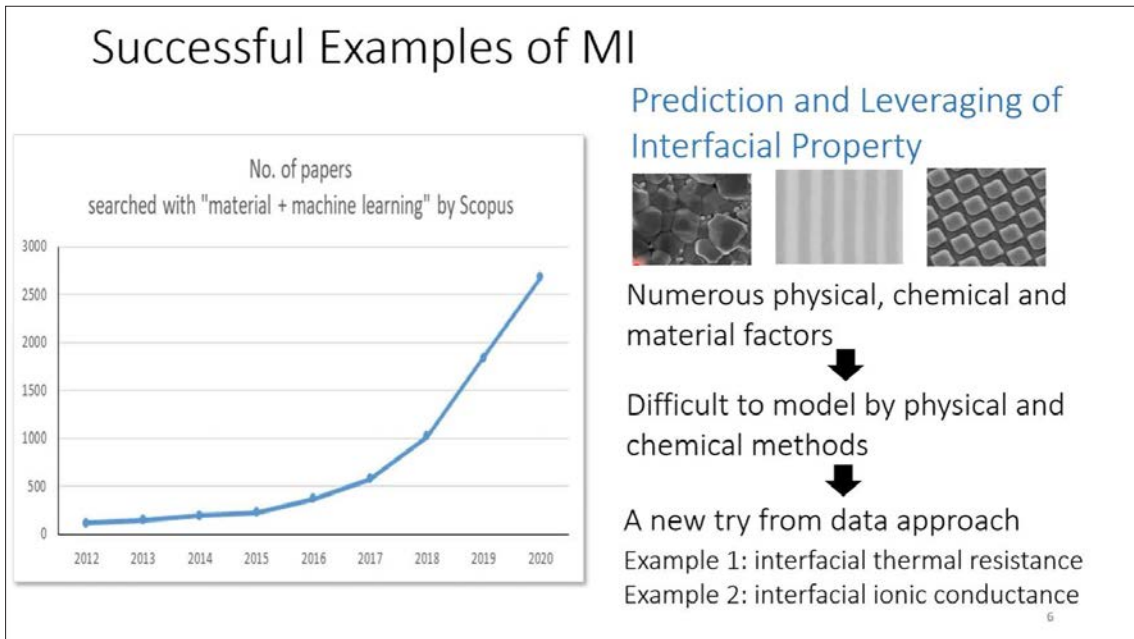 Successful Examples of MI
No. of papers
searched with "material + machine learning" by Scopus
3000
2500
2000
1500
1000
500
0
2012 2013 2014 2015 2016 2017 2018 2019 2020
Prediction and Leveraging of
Interfacial Property
Numerous physical, chemical and
material factors
Difficult to model by physical and
chemical methods
A new try from data approach
Example 1: interfacial thermal resistance
Example 2: interfacial ionic conductance
6